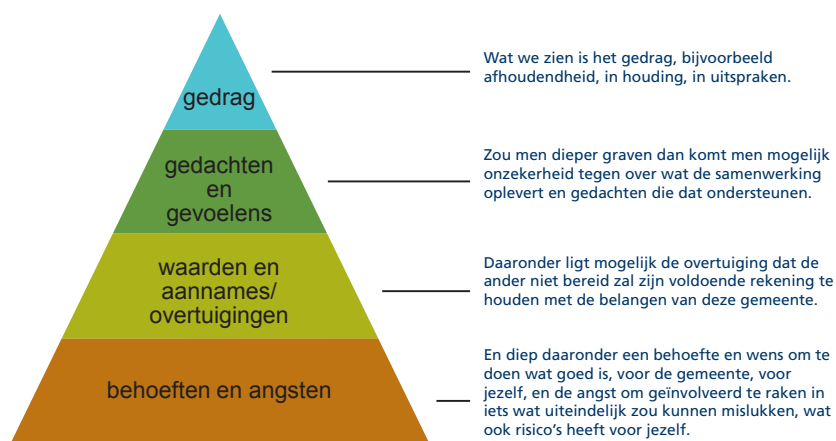 gedrag
Wat we zien is het gedrag, bijvoorbeeld
afhoudendheid, in houding, in uitspraken.
gedachten
en
gevoelens
Zou men dieper graven dan komt men mogelijk
onzekerheid tegen over wat de samenwerking
oplevert en gedachten die dat ondersteunen.
waarden en
aannames/
overtuigingen
Daaronder ligt mogelijk de overtuiging dat de
ander niet bereid zal zijn voldoende rekening te
houden met de belangen van deze gemeente.
behoeften en angsten
En diep daaronder een behoefte en wens om te
doen wat goed is, voor de gemeente, voor
jezelf, en de angst om geïnvolveerd te raken in
iets wat uiteindelijk zou kunnen mislukken, wat
ook risico's heeft voor jezelf.